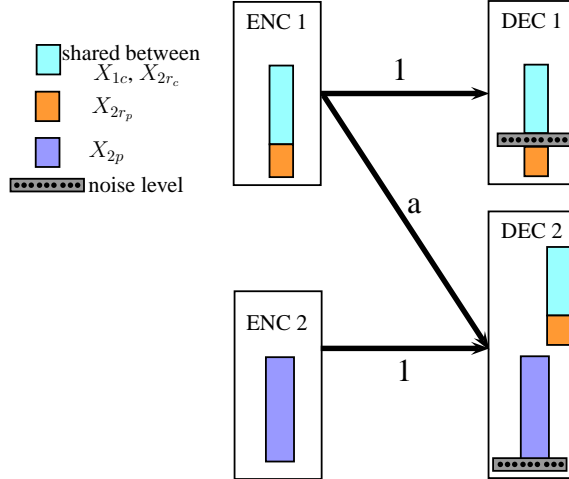 ENC 1
DEC 1
shared between
$X_{1c}$, $X_{2r_c}$
$X_{2r_p}$
$X_{2p}$
noise level
1
a
ENC 2
DEC 2
1